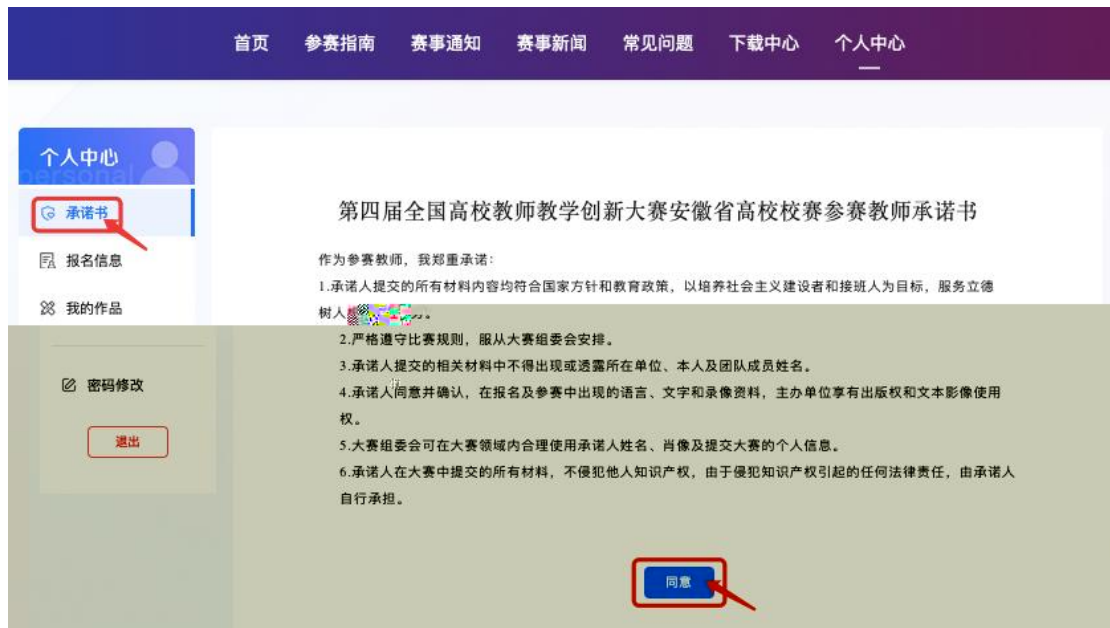 首页 参赛指南 赛事通知 赛事新闻 常见问题 下载中心 个人中心
个人中心
personal
承诺书
报名信息
我的作品
密码修改
退出
第四届全国高校教师教学创新大赛安徽省高校校赛参赛教师承诺书
作为参赛教师，我郑重承诺：
1.承诺人提交的所有材料内容均符合国家方针和教育政策，以培养社会主义建设者和接班人为目标，服务立德
树人
2.严格遵守比赛规则，服从大赛组委会安排。
3.承诺人提交的相关材料中不得出现或透露所在单位、本人及团队成员姓名。
4.承诺人同意并确认，在报名及参赛中出现的语言、文字和录像资料，主办单位享有出版权和文本影像使用
权。
5.大赛组委会可在大赛领域内合理使用承诺人姓名、肖像及提交大赛的个人信息。
6.承诺人在大赛中提交的所有材料，不侵犯他人知识产权，由于侵犯知识产权引起的任何法律责任，由承诺人
自行承担。
同意